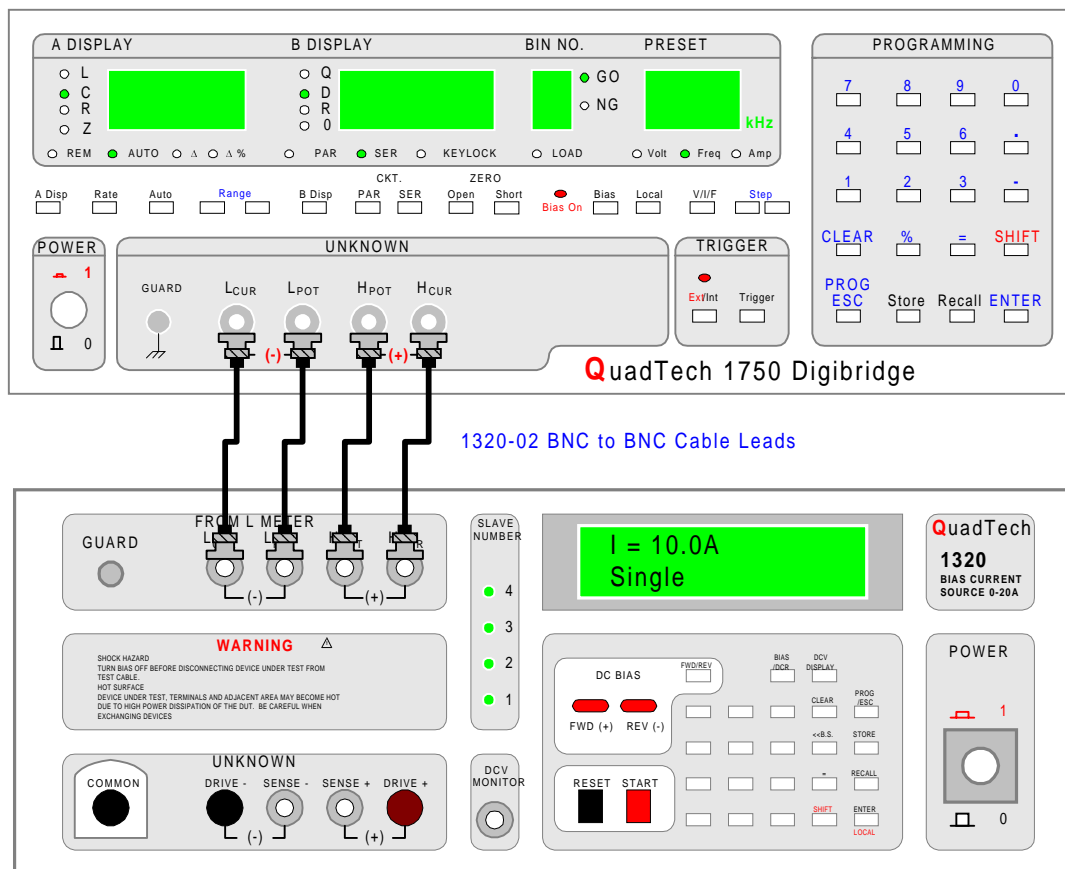 A DISPLAY
B DISPLAY
BIN NO.
PRESET
L
C
R
Z
Q
D
R
0
GO
NG
kHz
REM
AUTO
Δ
Δ %
PAR
SER
KEYLOCK
LOAD
Volt
Freq
Amp
A Disp
Rate
Auto
Range
B Disp
CKT.
PAR
SER
ZERO
Open
Short
Bias On
Bias
Local
V/I/F
Step
PROGRAMMING
7
8
9
0
4
5
6
.
1
2
3
-
CLEAR
%
=
SHIFT
PROG
ESC
Store
Recall
ENTER
POWER
1
0
UNKNOWN
GUARD
LCUR
LPOT
HPOT
HCUR
(-)
(+)
TRIGGER
Ext/Int
Trigger
QuadTech 1750 Digibridge
1320-02 BNC to BNC Cable Leads
FROM L METER
GUARD
(-)
(+)
SLAVE
NUMBER
4
3
2
1
I = 10.0A
Single
QuadTech
1320
BIAS CURRENT
SOURCE 0-20A
WARNING
SHOCK HAZARD
TURN BIAS OFF BEFORE DISCONNECTING DEVICE UNDER TEST FROM
TEST CABLE.
HOT SURFACE
DEVICE UNDER TEST, TERMINALS AND ADJACENT AREA MAY BECOME HOT
DUE TO HIGH POWER DISSIPATION OF THE DUT. BE CAREFUL WHEN
EXCHANGING DEVICES
DC BIAS
FWD (+)
REV (-)
FWD/REV
BIAS
/DCR
DCV
DISPLAY
CLEAR
PROG
/ESC
<<B.S.
STORE
RECALL
SHIFT
ENTER
LOCAL
RESET
START
POWER
1
0
UNKNOWN
COMMON
DRIVE -
SENSE -
SENSE +
DRIVE +
(-)
(+)
DCV
MONITOR